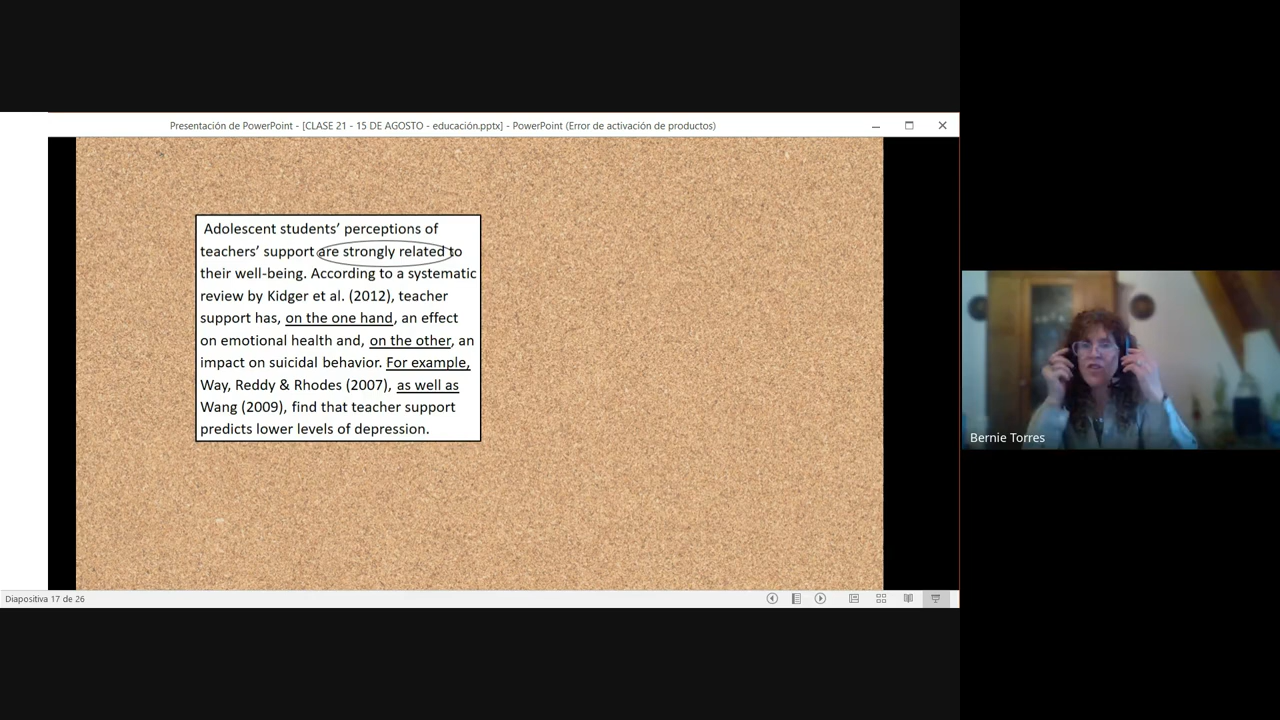 Presentación de PowerPoint - [CLASE 21 - 15 DE AGOSTO - educación.pptx] - PowerPoint (Error de activación de productos)
Adolescent students’ perceptions of
teachers’ support are strongly related to
their well-being. According to a systematic
review by Kidger et al. (2012), teacher
support has, on the one hand, an effect
on emotional health and, on the other, an
impact on suicidal behavior. For example,
Way, Reddy & Rhodes (2007), as well as
Wang (2009), find that teacher support
predicts lower levels of depression.
Bernie Torres
Diapositiva 17 de 26